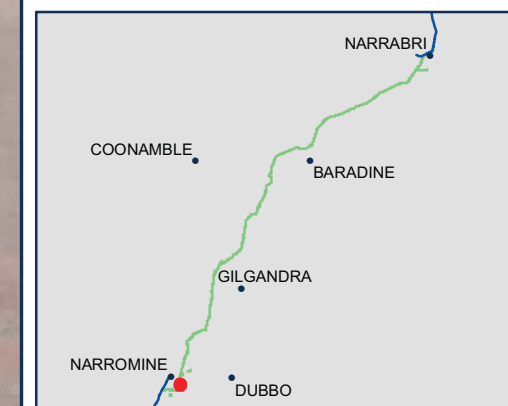 NARRABRI
COONAMBLE
BARADINE
GILGANDRA
NARROMINE
DUBBO